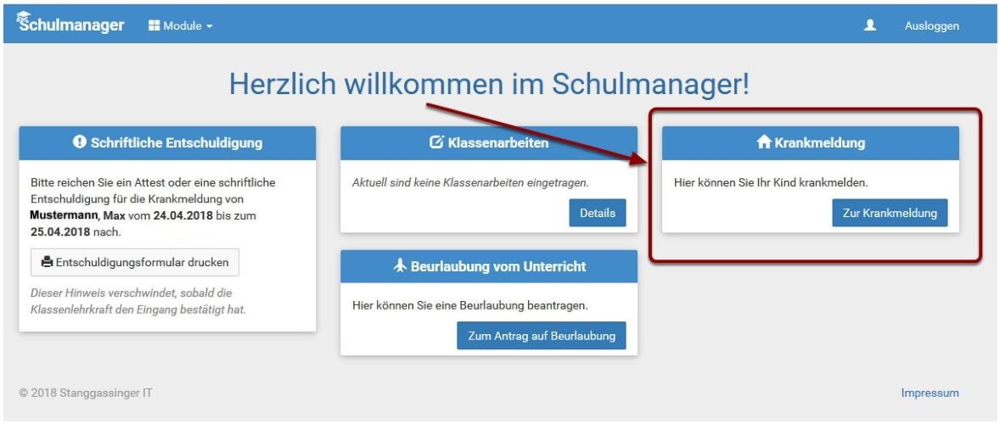 Schulmanager
Module
Ausloggen
Herzlich willkommen im Schulmanager!
Schriftliche Entschuldigung
Bitte reichen Sie ein Attest oder eine schriftliche
Entschuldigung für die Krankmeldung von
Mustermann, Max vom 24.04.2018 bis zum
25.04.2018 nach.
Entschuldigungsformular drucken
Dieser Hinweis verschwindet, sobald die
Klassenlehrkraft den Eingang bestätigt hat.
Klassenarbeiten
Aktuell sind keine Klassenarbeiten eingetragen.
Details
Beurlaubung vom Unterricht
Hier können Sie eine Beurlaubung beantragen.
Zum Antrag auf Beurlaubung
Krankmeldung
Hier können Sie Ihr Kind krankmelden.
Zur Krankmeldung
© 2018 Stanggassinger IT
Impressum